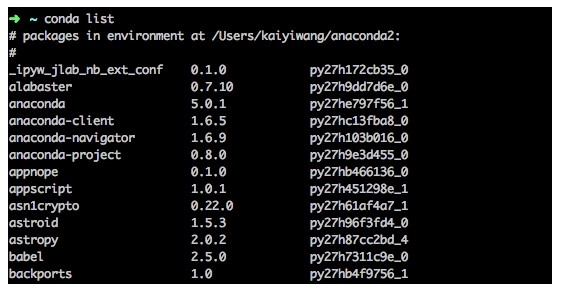 ➜ ~ conda list
# packages in environment at /Users/kaiyiwang/anaconda2:
#
_ipyw_jlab_nb_ext_conf 0.1.0 py27h172cb35_0
alabaster 0.7.10 py27h9dd7d6e_0
anaconda 5.0.1 py27he797f56_1
anaconda-client 1.6.5 py27hc13fba8_0
anaconda-navigator 1.6.9 py27h103b016_0
anaconda-project 0.8.0 py27h9e3d455_0
appnope 0.1.0 py27hb466136_0
appscript 1.0.1 py27h451298e_1
asn1crypto 0.22.0 py27h61af4a7_1
astroid 1.5.3 py27h96f3fd4_0
astropy 2.0.2 py27h87cc2bd_4
babel 2.5.0 py27h7311c9e_0
backports 1.0 py27hb4f9756_1